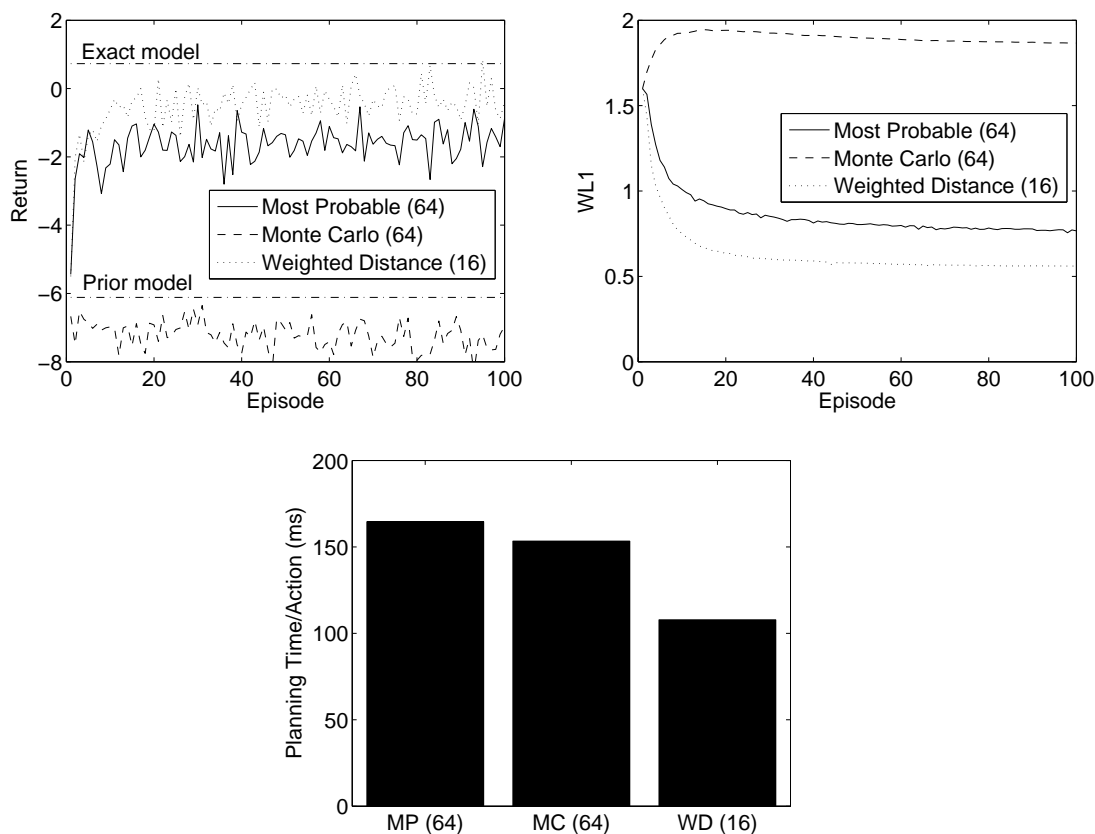 2
0
−2
−4
−6
−8
0
20
40
60
80
100
Return
Episode
Exact model
Prior model
Most Probable (64)
Monte Carlo (64)
Weighted Distance (16)
2
1.5
1
0.5
0
0
20
40
60
80
100
WL1
Episode
Most Probable (64)
Monte Carlo (64)
Weighted Distance (16)
200
150
100
50
0
Planning Time/Action (ms)
MP (64)
MC (64)
WD (16)